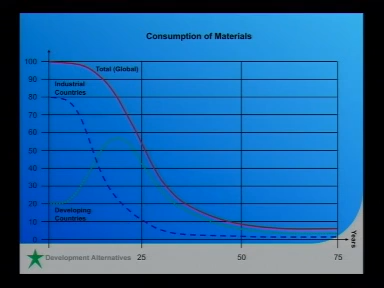 Consumption of Materials
100
90
80
70
60
50
40
30
20
10
0
Total (Global)
Industrial
Countries
Developing
Countries
25
50
75
Years
Development Alternatives